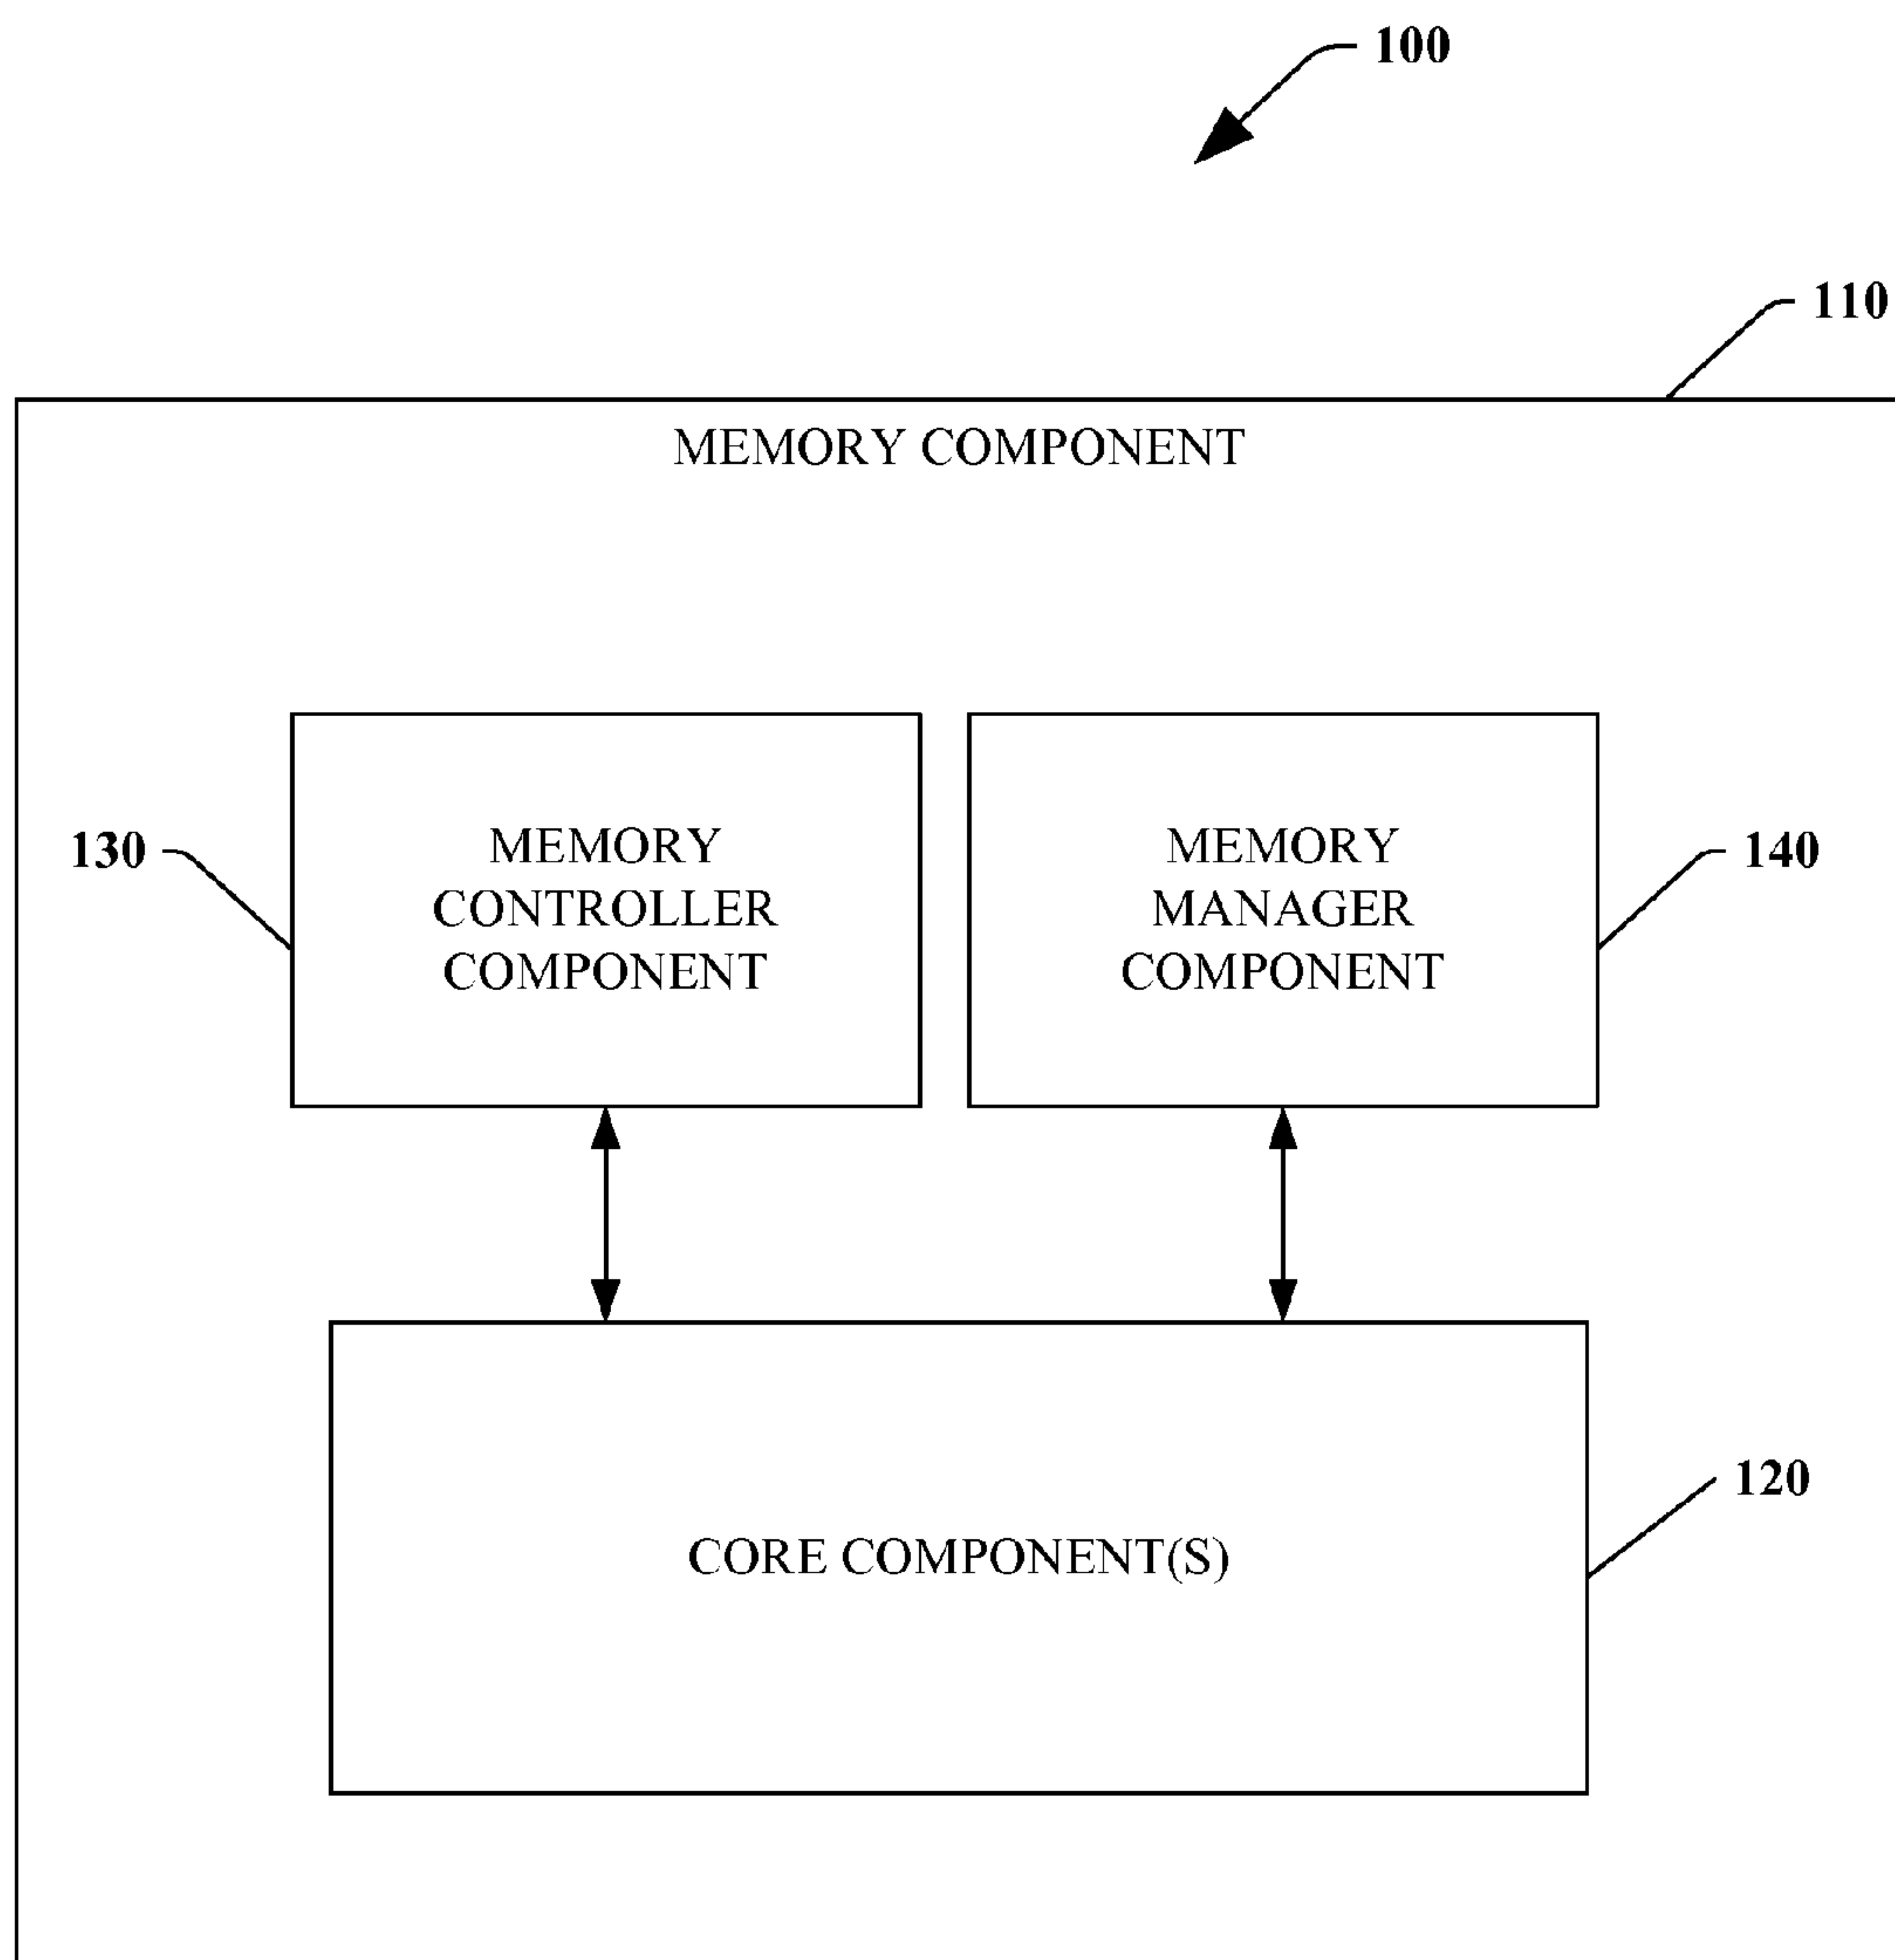 100
110
MEMORY COMPONENT
130
MEMORY
CONTROLLER
COMPONENT
MEMORY
MANAGER
COMPONENT
140
CORE COMPONENT(S)
120